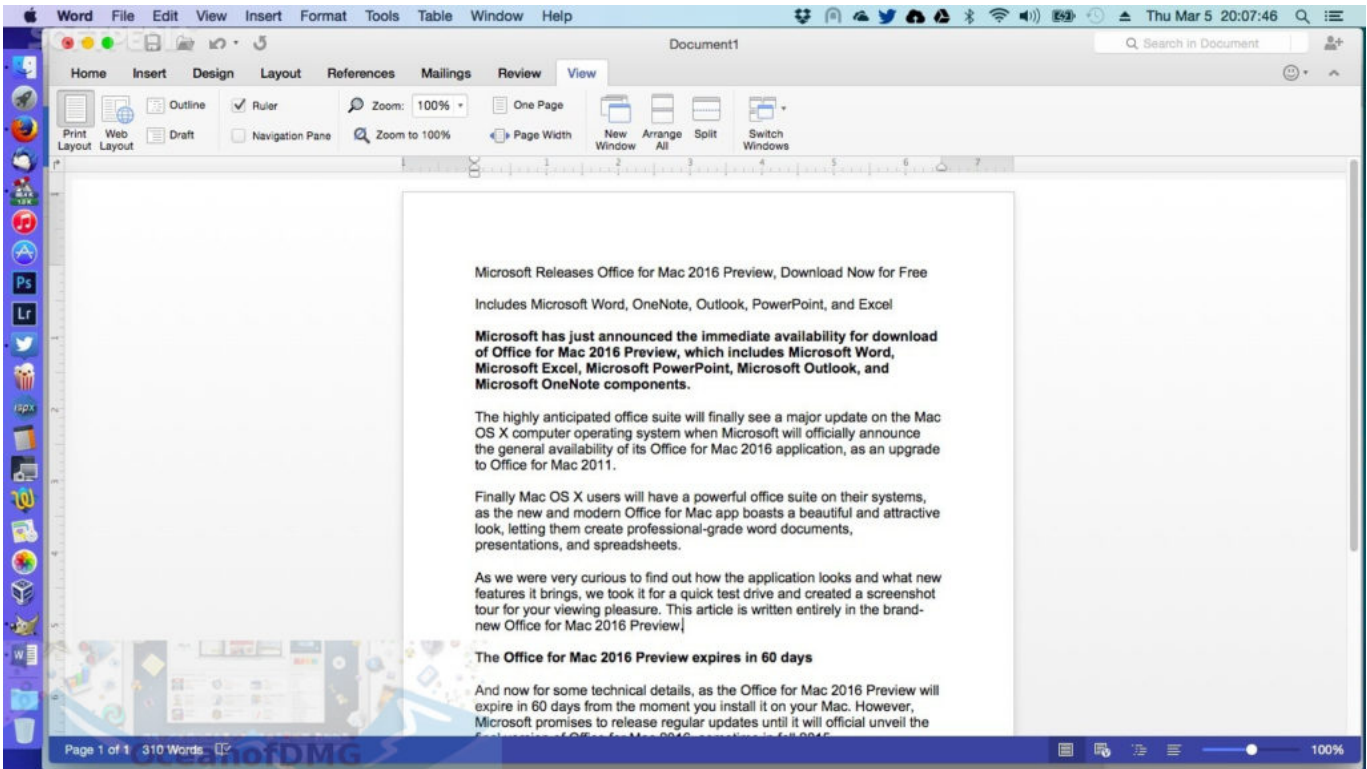 Word File Edit View Insert Format Tools Table Window Help Thu Mar 5 20:07:46
Document1 Search in Document
Home Insert Design Layout References Mailings Review View
Outline Ruler Zoom: 100% One Page
Print Layout Web Layout Draft Navigation Pane Zoom to 100% Page Width New Window Arrange All Split Switch Windows
1 1 2 3 4 5 6 7
Microsoft Releases Office for Mac 2016 Preview, Download Now for Free
Includes Microsoft Word, OneNote, Outlook, PowerPoint, and Excel
Microsoft has just announced the immediate availability for download
of Office for Mac 2016 Preview, which includes Microsoft Word,
Microsoft Excel, Microsoft PowerPoint, Microsoft Outlook, and
Microsoft OneNote components.
The highly anticipated office suite will finally see a major update on the Mac
OS X computer operating system when Microsoft will officially announce
the general availability of its Office for Mac 2016 application, as an upgrade
to Office for Mac 2011.
Finally Mac OS X users will have a powerful office suite on their systems,
as the new and modern Office for Mac app boasts a beautiful and attractive
look, letting them create professional-grade word documents,
presentations, and spreadsheets.
As we were very curious to find out how the application looks and what new
features it brings, we took it for a quick test drive and created a screenshot
tour for your viewing pleasure. This article is written entirely in the brand-
new Office for Mac 2016 Preview.
The Office for Mac 2016 Preview expires in 60 days
And now for some technical details, as the Office for Mac 2016 Preview will
expire in 60 days from the moment you install it on your Mac. However,
Microsoft promises to release regular updates until it will official unveil the
Ps
Lr
Page 1 of 1 310 Words 100%
OceanofDMG